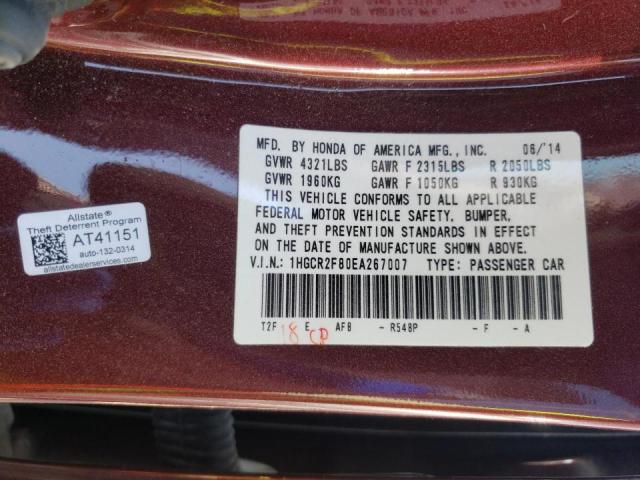 MFD. BY HONDA OF AMERICA MFG., INC. 06/'14
GVWR 4321LBS GAWR F 2315LBS R 2050LBS
GVWR 1960KG GAWR F 1050KG R 930KG
THIS VEHICLE CONFORMS TO ALL APPLICABLE
FEDERAL MOTOR VEHICLE SAFETY, BUMPER,
AND THEFT PREVENTION STANDARDS IN EFFECT
ON THE DATE OF MANUFACTURE SHOWN ABOVE.
V.I.N.: 1HGCR2F80EA267007 TYPE: PASSENGER CAR
T2F E AF8 - R548P - F - A
18 CP
Allstate®
Theft Deterrent Program
AT41151
auto-132-0314
allstatedealerservices.com